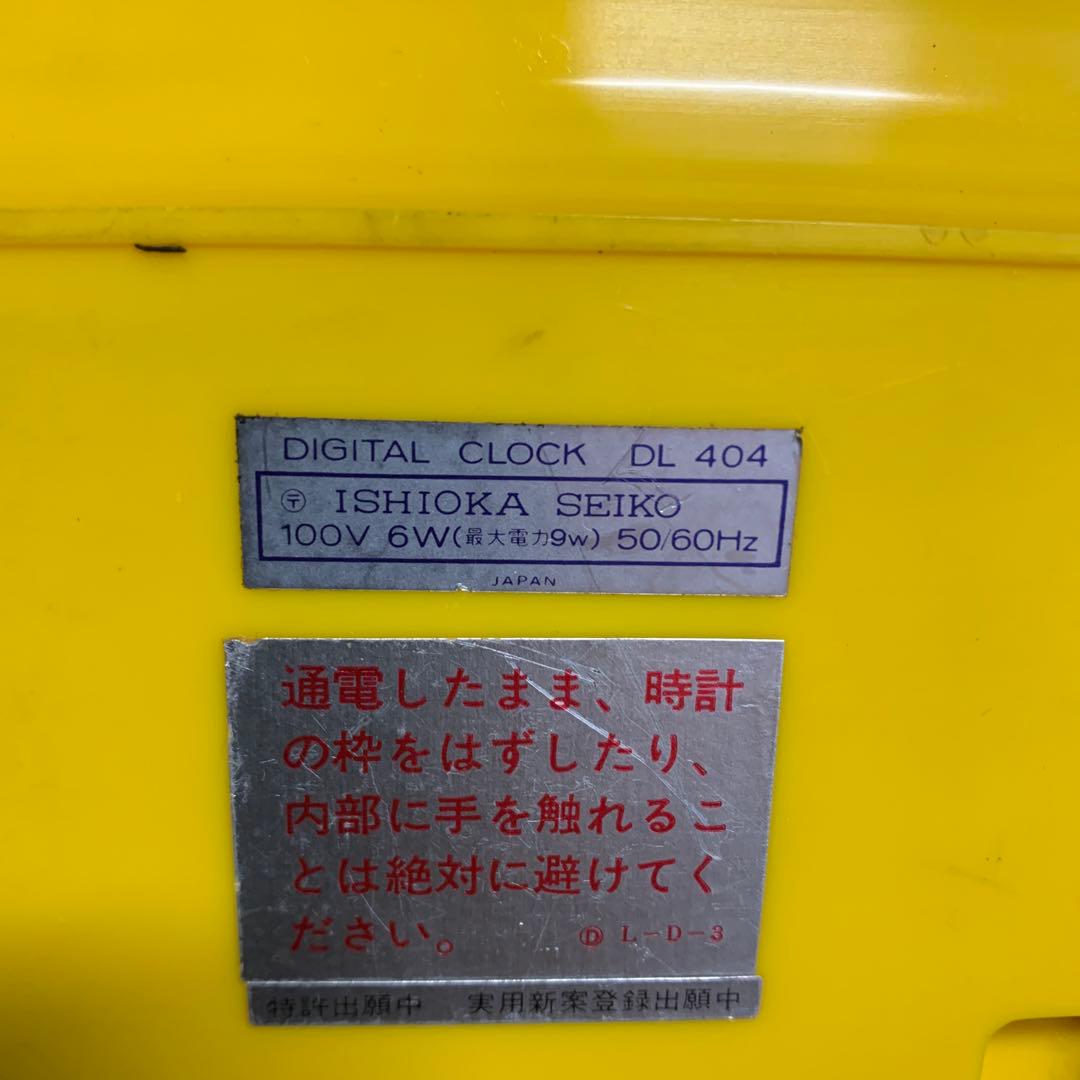 DIGITAL CLOCK DL 404
〶 ISHIOKA SEIKO
100V 6W(最大電力9w) 50/60Hz
JAPAN
通電したまま、時計
の枠をはずしたり、
内部に手を触れるこ
とは絶対に避けてく
ださい。 Ⓓ L-D-3
特許出願中 実用新案登録出願中